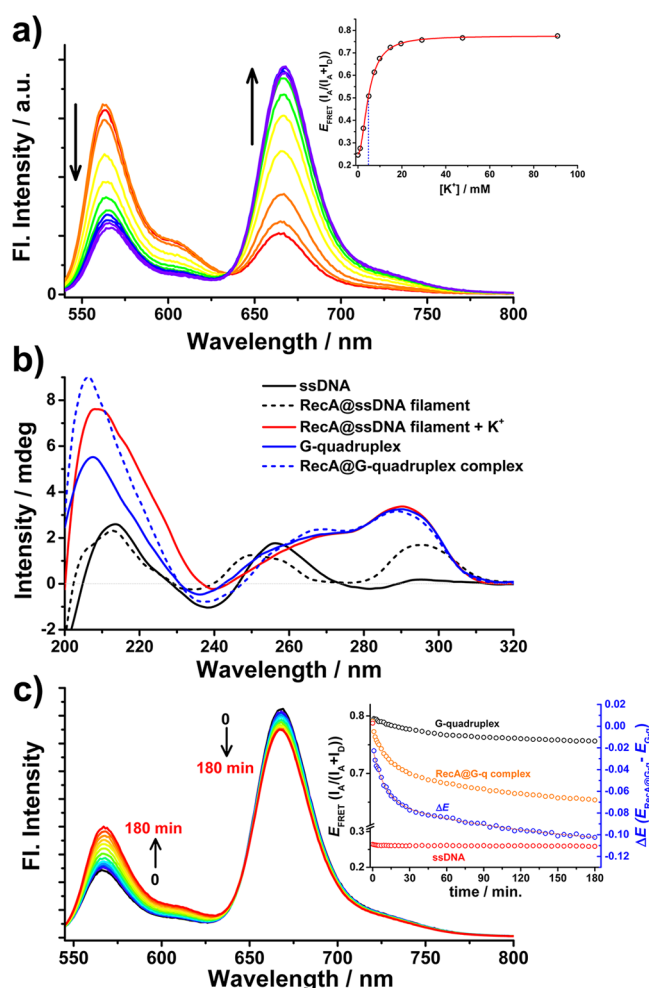 a)
Fl. Intensity / a.u.
0
550 600 650 700 750 800
Wavelength / nm
E_FRET (I_A/(I_A+I_D))
0.8
0.7
0.6
0.5
0.4
0.3
0.2
0 20 40 60 80 100
[K⁺] / mM
b)
Intensity / mdeg
8
6
4
2
0
-2
200 220 240 260 280 300 320
Wavelength / nm
ssDNA
RecA@ssDNA filament
RecA@ssDNA filament + K⁺
G-quadruplex
RecA@G-quadruplex complex
c)
Fl. Intensity
0
180 min
180 min
0
550 600 650 700 750 800
Wavelength / nm
E_FRET (I_A/(I_A+I_D))
0.8
0.7
0.3
0.2
G-quadruplex
RecA@G-q complex
ΔE
ssDNA
0 30 60 90 120 150 180
time / min.
0.00
-0.02
-0.04
-0.06
-0.08
-0.10
-0.11
ΔE (E_RecA@G-q - E_G-q)